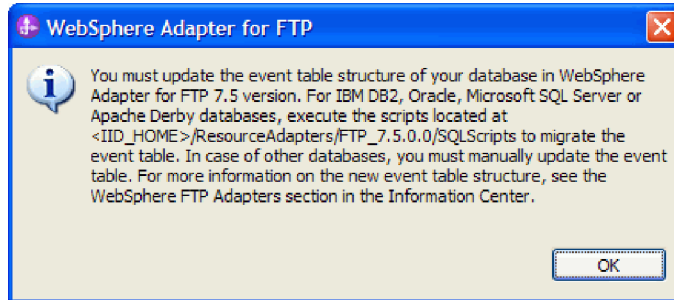 WebSphere Adapter for FTP
You must update the event table structure of your database in WebSphere
Adapter for FTP 7.5 version. For IBM DB2, Oracle, Microsoft SQL Server or
Apache Derby databases, execute the scripts located at
<IID_HOME>/ResourceAdapters/FTP_7.5.0.0/SQLScripts to migrate the
event table. In case of other databases, you must manually update the event
table. For more information on the new event table structure, see the
WebSphere FTP Adapters section in the Information Center.
OK